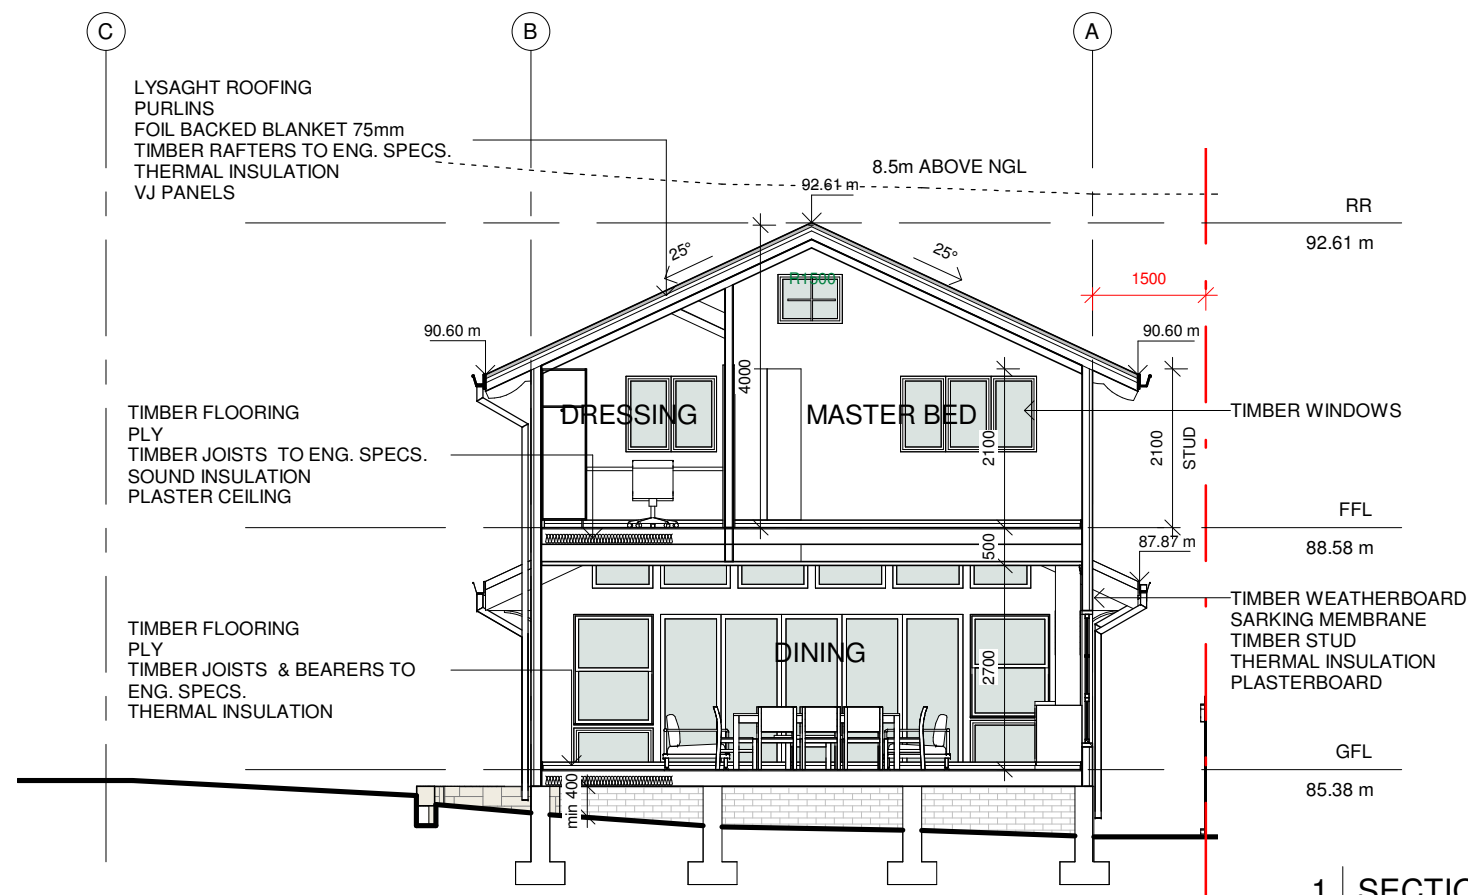 C
B
A
LYSAGHT ROOFING
PURLINS
FOIL BACKED BLANKET 75mm
TIMBER RAFTERS TO ENG. SPECS.
THERMAL INSULATION
VJ PANELS
8.5m ABOVE NGL
92.61 m
RR
92.61 m
25°
25°
R1500
1500
90.60 m
90.60 m
4000
DRESSING
MASTER BED
2100
2100
STUD
TIMBER WINDOWS
TIMBER FLOORING
PLY
TIMBER JOISTS TO ENG. SPECS.
SOUND INSULATION
PLASTER CEILING
FFL
88.58 m
500
87.87 m
TIMBER WEATHERBOARD
SARKING MEMBRANE
TIMBER STUD
THERMAL INSULATION
PLASTERBOARD
TIMBER FLOORING
PLY
TIMBER JOISTS & BEARERS TO
ENG. SPECS.
THERMAL INSULATION
DINING
2700
GFL
85.38 m
min 400
1 SECTIO